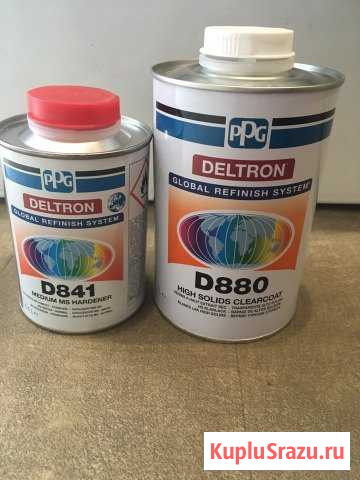 PPG
DELTRON
GLOBAL REFINISH SYSTEM
D841
MEDIUM MS HARDENER
PPG
DELTRON
GLOBAL REFINISH SYSTEM
D880
HIGH SOLIDS CLEARCOAT
KupluSrazu.ru